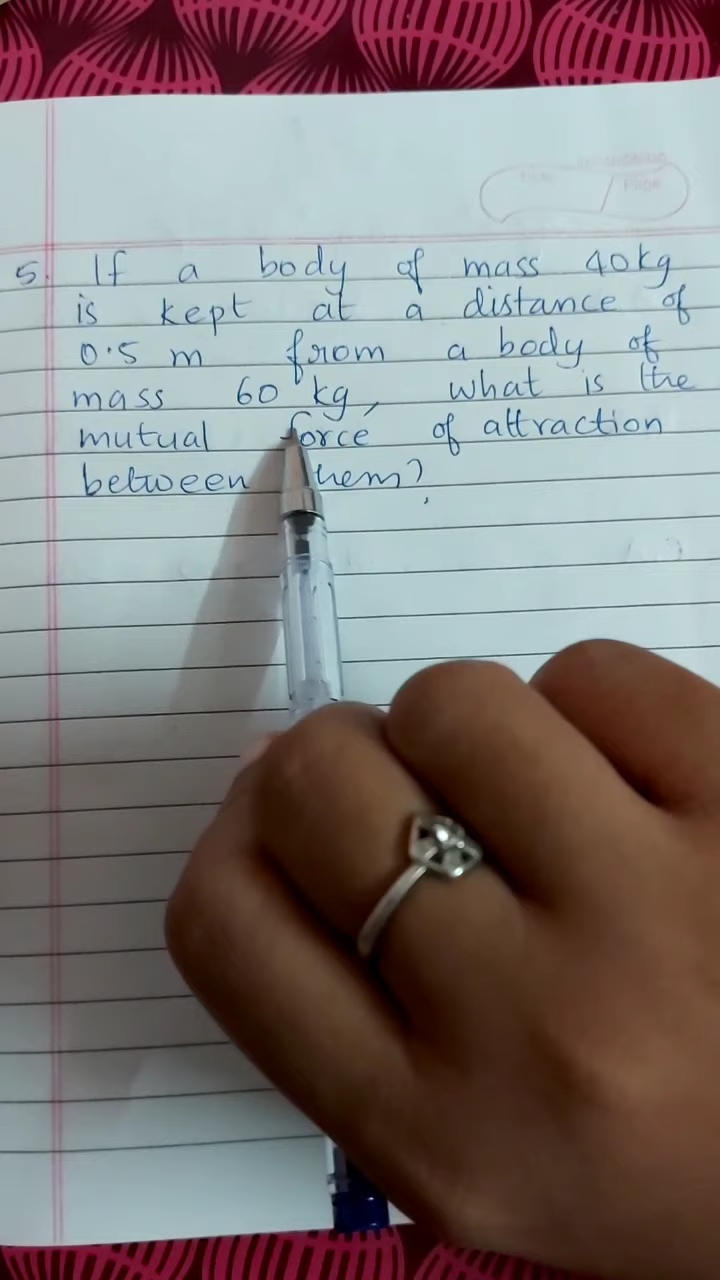 5. If a body of mass 40kg
is kept at a distance of
0.5 m from a body of
mass 60 kg, what is the
mutual force of attraction
between them?